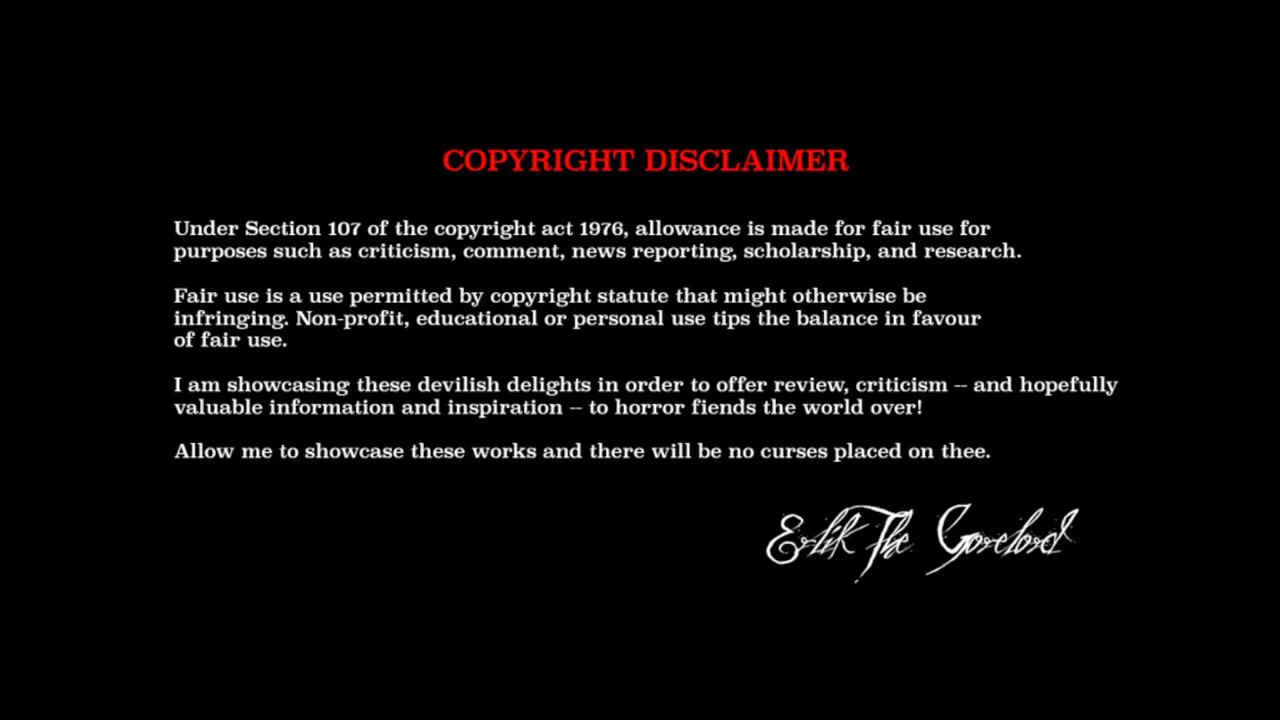 COPYRIGHT DISCLAIMER
Under Section 107 of the copyright act 1976, allowance is made for fair use for
purposes such as criticism, comment, news reporting, scholarship, and research.
Fair use is a use permitted by copyright statute that might otherwise be
infringing. Non-profit, educational or personal use tips the balance in favour
of fair use.
I am showcasing these devilish delights in order to offer review, criticism -- and hopefully
valuable information and inspiration -- to horror fiends the world over!
Allow me to showcase these works and there will be no curses placed on thee.
Erlik The Gorelord